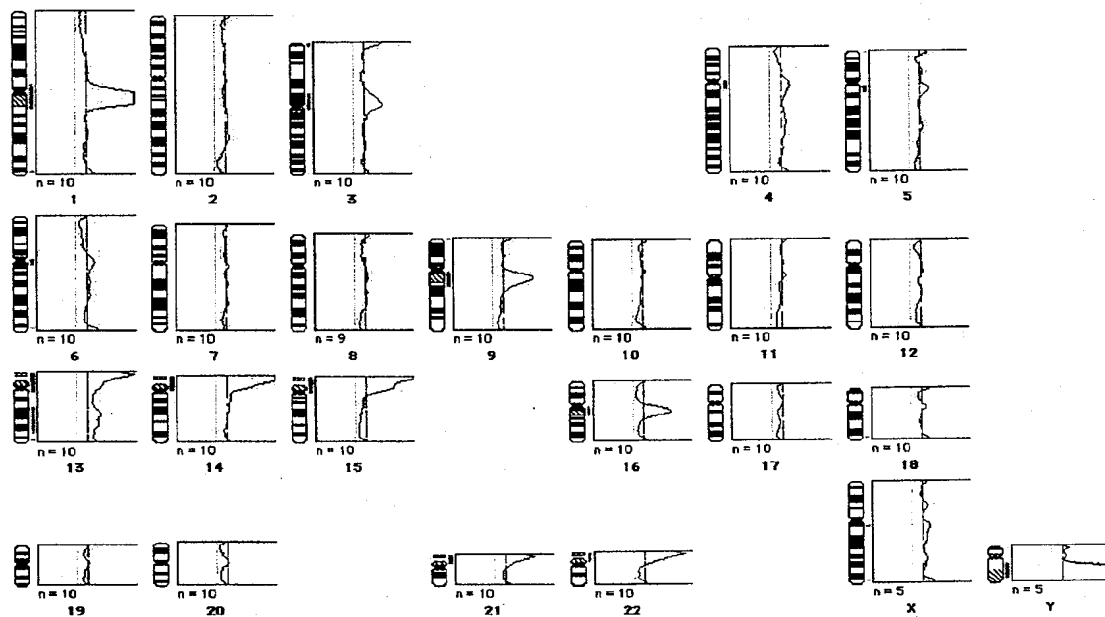 n = 10 n = 10 n = 10 n = 10 n = 10
1 2 3 4 5
n = 10 n = 10 n = 9 n = 10 n = 10 n = 10 n = 10
6 7 8 9 10 11 12
n = 10 n = 10 n = 10 n = 10 n = 10 n = 10
13 14 15 16 17 18
n = 10 n = 10 n = 10 n = 10 n = 5 n = 5
19 20 21 22 X Y